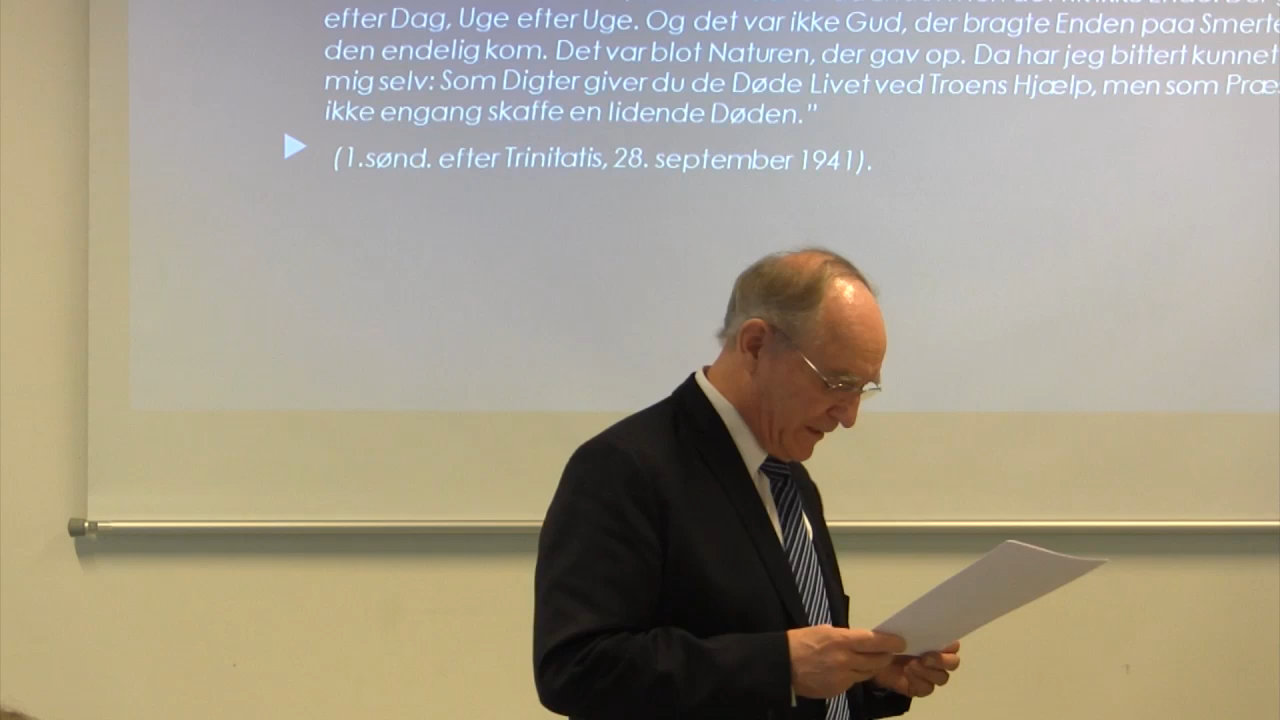 efter Dag, Uge efter Uge. Og det var ikke Gud, der bragte Enden paa
den endelig kom. Det var blot Naturen, der gav op. Da har jeg bittert kunnet
mig selv: Som Digter giver du de Døde Livet ved Troens Hjælp, men som
ikke engang skaffe en lidende Døden."
(1.sønd. efter Trinitatis, 28. september 1941).